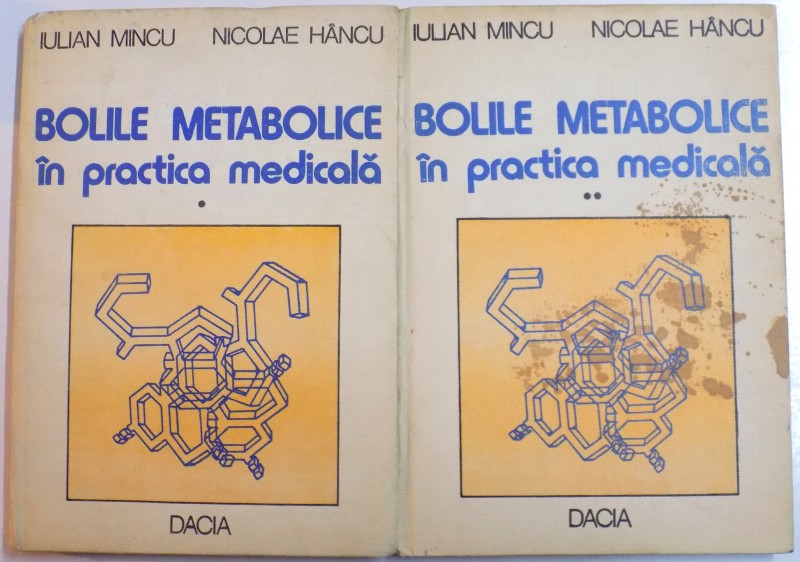 IULIAN MINCU NICOLAE HÂNCU
BOLILE METABOLICE
în practica medicală
•
DACIA
IULIAN MINCU NICOLAE HÂNCU
BOLILE METABOLICE
în practica medicală
••
DACIA